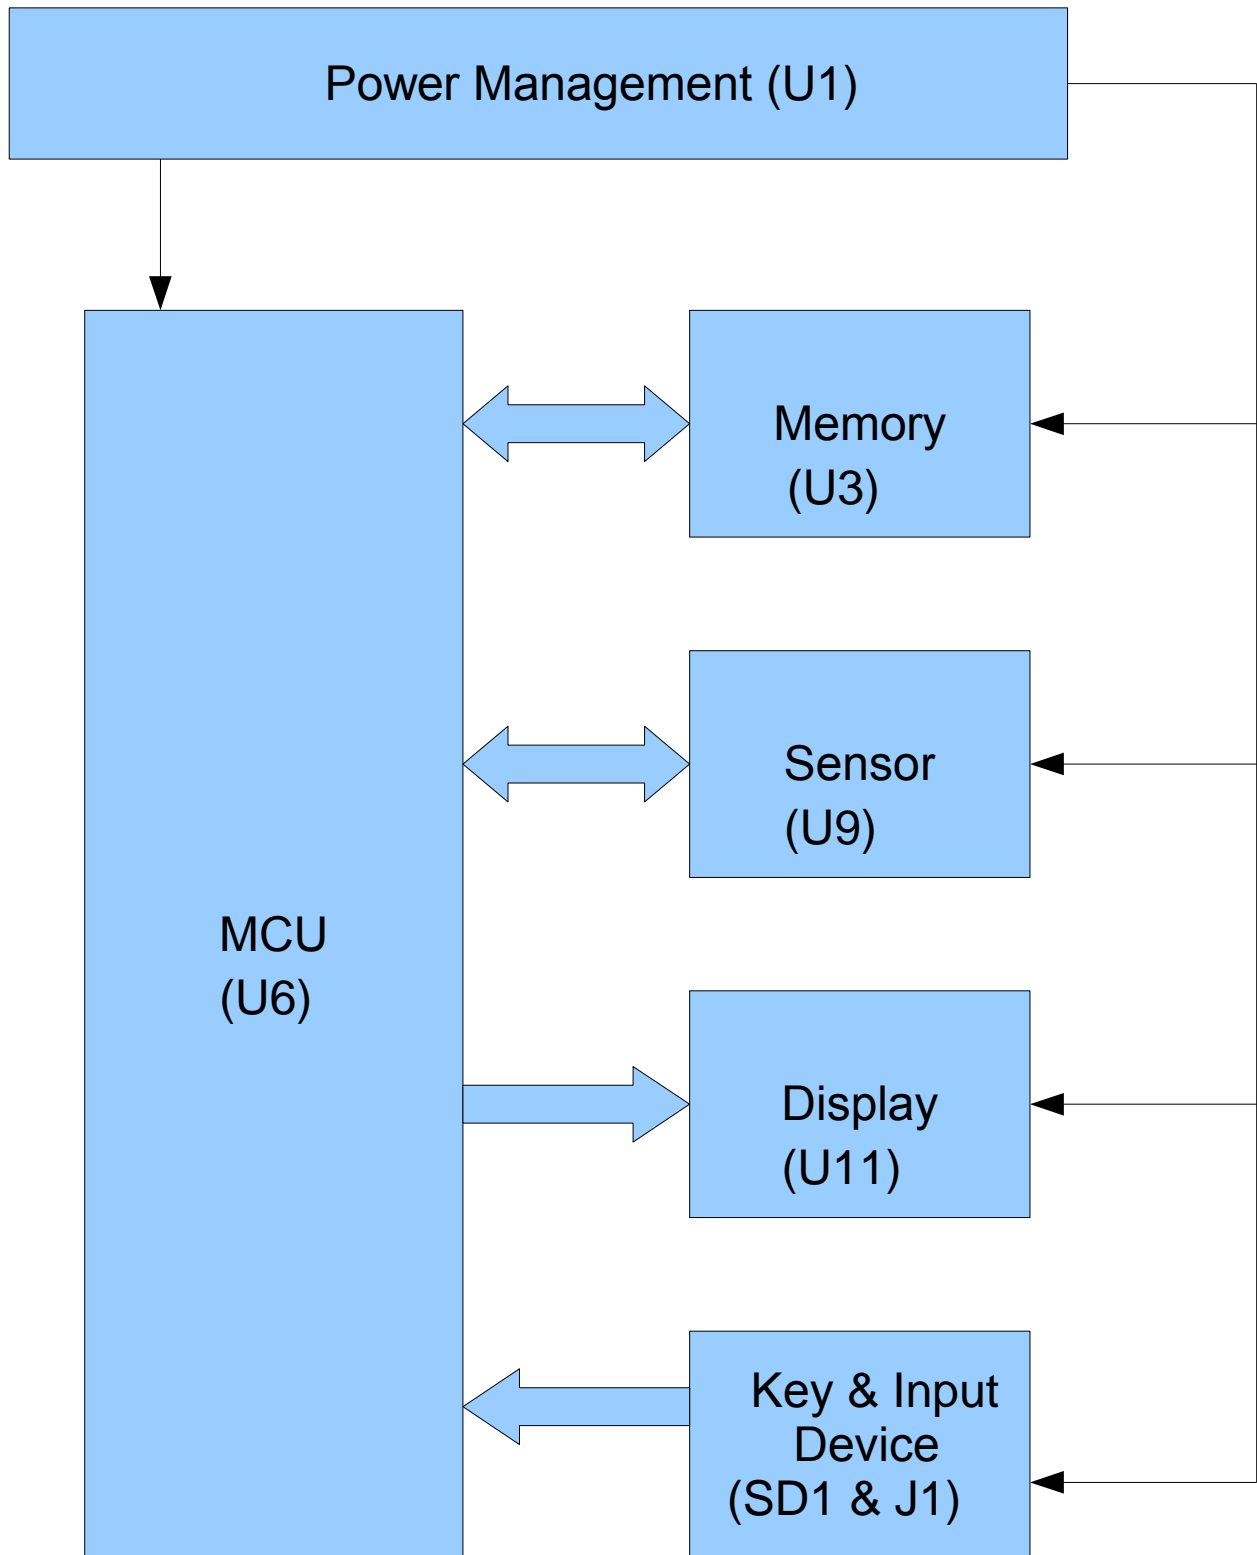 Power Management (U1)
Memory
(U3)
Sensor
(U9)
MCU
(U6)
Display
(U11)
Key & Input
Device
(SD1 & J1)